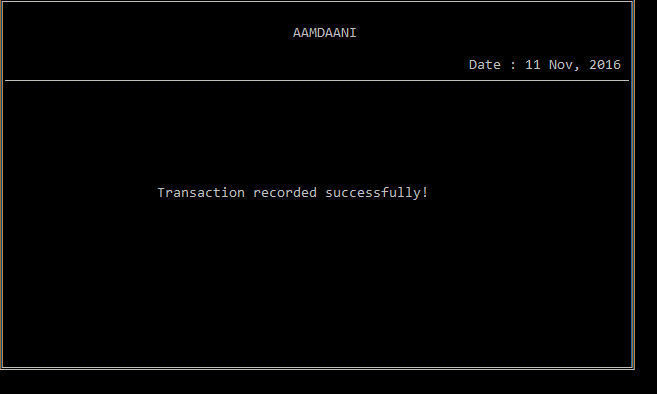 AAMDAANI
Date : 11 Nov, 2016
Transaction recorded successfully!